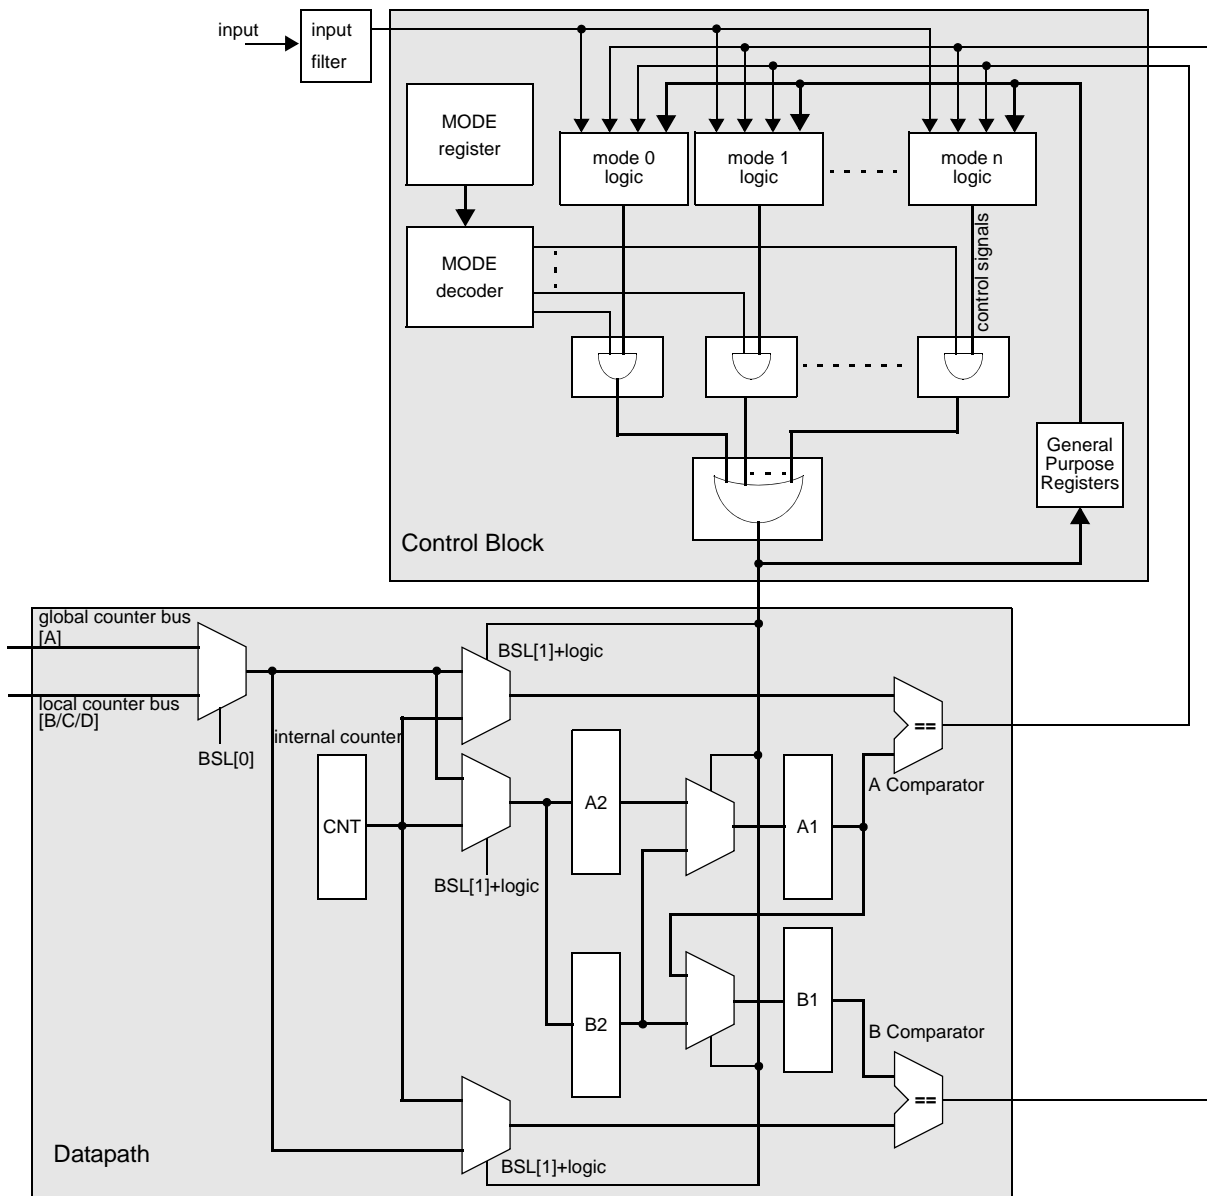 input
input
filter
MODE
register
mode 0
logic
mode 1
logic
mode n
logic
MODE
decoder
control signals
General
Purpose
Registers
Control Block
global counter bus
[A]
local counter bus
[B/C/D]
BSL[0]
BSL[1]+logic
internal counter
CNT
BSL[1]+logic
A2
A1
==
A Comparator
B2
B1
B Comparator
==
BSL[1]+logic
Datapath